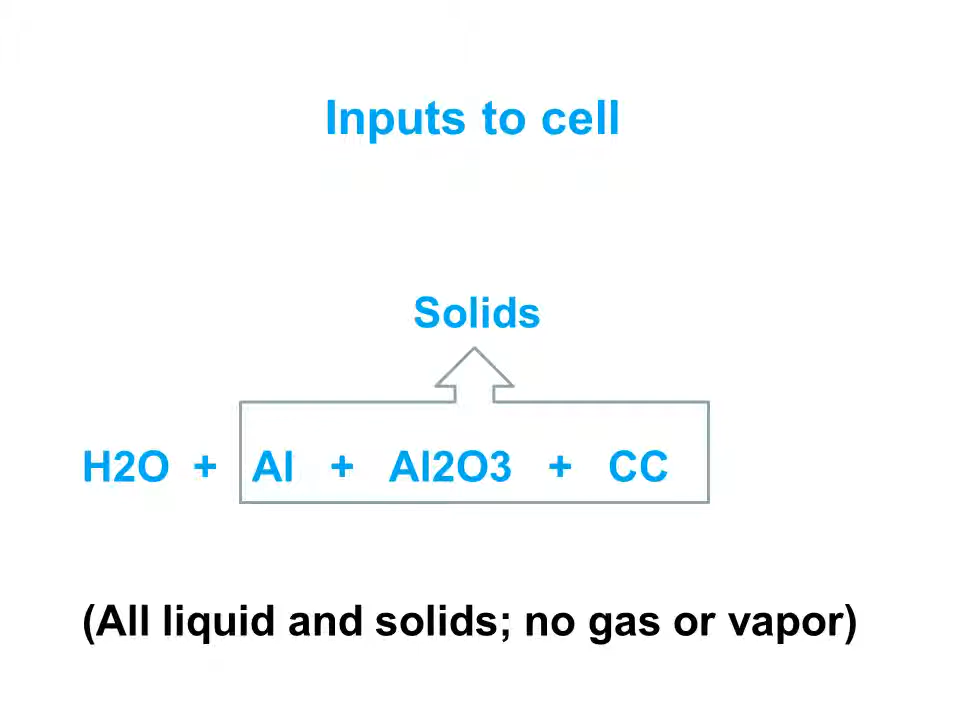 Inputs to cell
Solids
H2O + Al + Al2O3 + CC
(All liquid and solids; no gas or vapor)